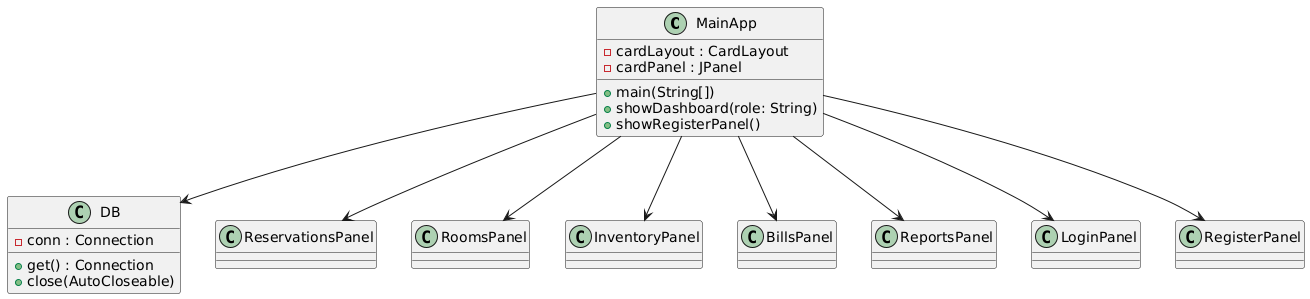 C MainApp
cardLayout : CardLayout
cardPanel : JPanel
main(String[])
showDashboard(role: String)
showRegisterPanel()
C DB
conn : Connection
get() : Connection
close(AutoCloseable)
C ReservationsPanel
C RoomsPanel
C InventoryPanel
C BillsPanel
C ReportsPanel
C LoginPanel
C RegisterPanel